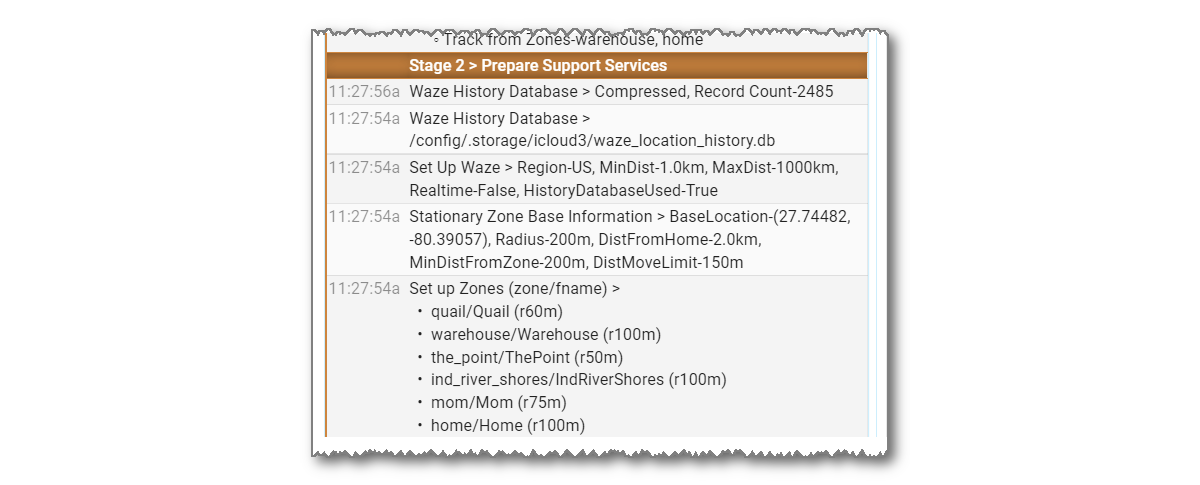 ◦ Track from Zones-warehouse, home
Stage 2 > Prepare Support Services
11:27:56a Waze History Database > Compressed, Record Count-2485
11:27:54a Waze History Database >
/config/.storage/icloud3/waze_location_history.db
11:27:54a Set Up Waze > Region-US, MinDist-1.0km, MaxDist-1000km,
Realtime-False, HistoryDatabaseUsed-True
11:27:54a Stationary Zone Base Information > BaseLocation-(27.74482,
-80.39057), Radius-200m, DistFromHome-2.0km,
MinDistFromZone-200m, DistMoveLimit-150m
11:27:54a Set up Zones (zone/fname) >
• quail/Quail (r60m)
• warehouse/Warehouse (r100m)
• the_point/ThePoint (r50m)
• ind_river_shores/IndRiverShores (r100m)
• mom/Mom (r75m)
• home/Home (r100m)